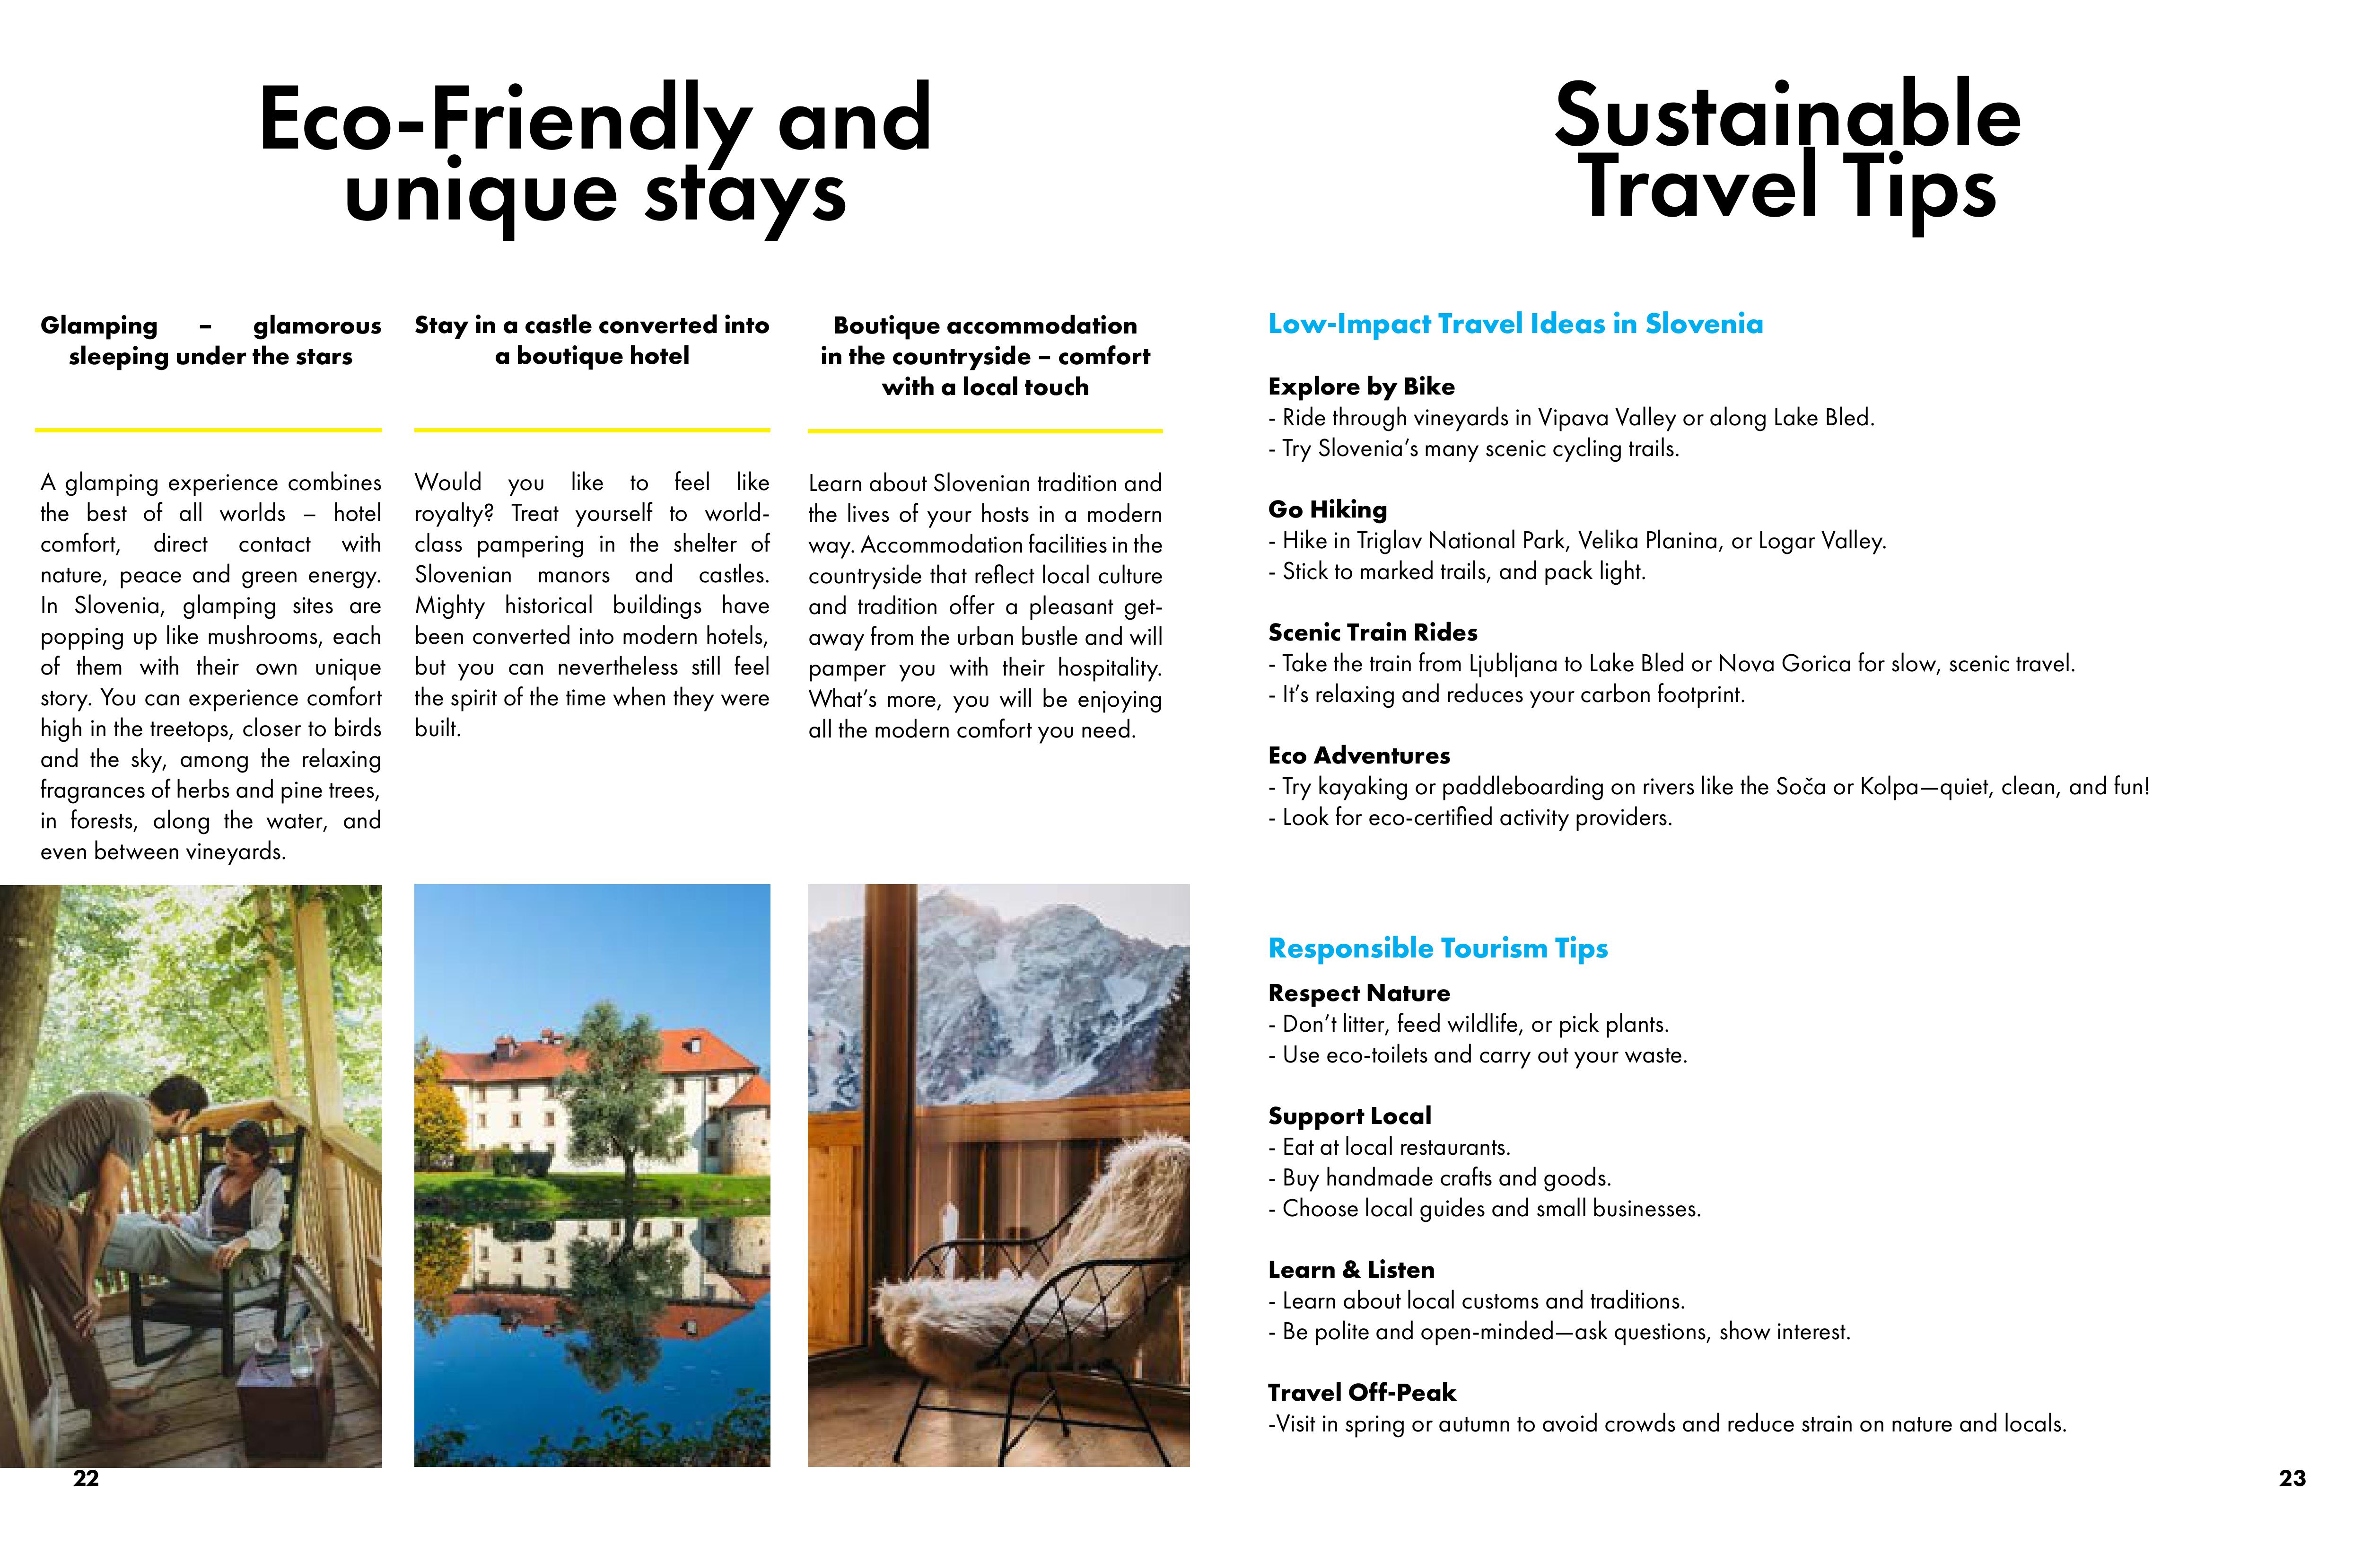 Eco-Friendly and
unique stays
Glamping – glamorous
sleeping under the stars
A glamping experience combines
the best of all worlds – hotel
comfort, direct contact with
nature, peace and green energy.
In Slovenia, glamping sites are
popping up like mushrooms, each
of them with their own unique
story. You can experience comfort
high in the treetops, closer to birds
and the sky, among the relaxing
fragrances of herbs and pine trees,
in forests, along the water, and
even between vineyards.
Stay in a castle converted into
a boutique hotel
Would you like to feel like
royalty? Treat yourself to world-
class pampering in the shelter of
Slovenian manors and castles.
Mighty historical buildings have
been converted into modern hotels,
but you can nevertheless still feel
the spirit of the time when they were
built.
Boutique accommodation
in the countryside – comfort
with a local touch
Learn about Slovenian tradition and
the lives of your hosts in a modern
way. Accommodation facilities in the
countryside that reflect local culture
and tradition offer a pleasant get-
away from the urban bustle and will
pamper you with their hospitality.
What's more, you will be enjoying
all the modern comfort you need.
22
Sustainable
Travel Tips
Low-Impact Travel Ideas in Slovenia
Explore by Bike
- Ride through vineyards in Vipava Valley or along Lake Bled.
- Try Slovenia's many scenic cycling trails.
Go Hiking
- Hike in Triglav National Park, Velika Planina, or Logar Valley.
- Stick to marked trails, and pack light.
Scenic Train Rides
- Take the train from Ljubljana to Lake Bled or Nova Gorica for slow, scenic travel.
- It's relaxing and reduces your carbon footprint.
Eco Adventures
- Try kayaking or paddleboarding on rivers like the Soča or Kolpa—quiet, clean, and fun!
- Look for eco-certified activity providers.
Responsible Tourism Tips
Respect Nature
- Don't litter, feed wildlife, or pick plants.
- Use eco-toilets and carry out your waste.
Support Local
- Eat at local restaurants.
- Buy handmade crafts and goods.
- Choose local guides and small businesses.
Learn & Listen
- Learn about local customs and traditions.
- Be polite and open-minded—ask questions, show interest.
Travel Off-Peak
-Visit in spring or autumn to avoid crowds and reduce strain on nature and locals.
23